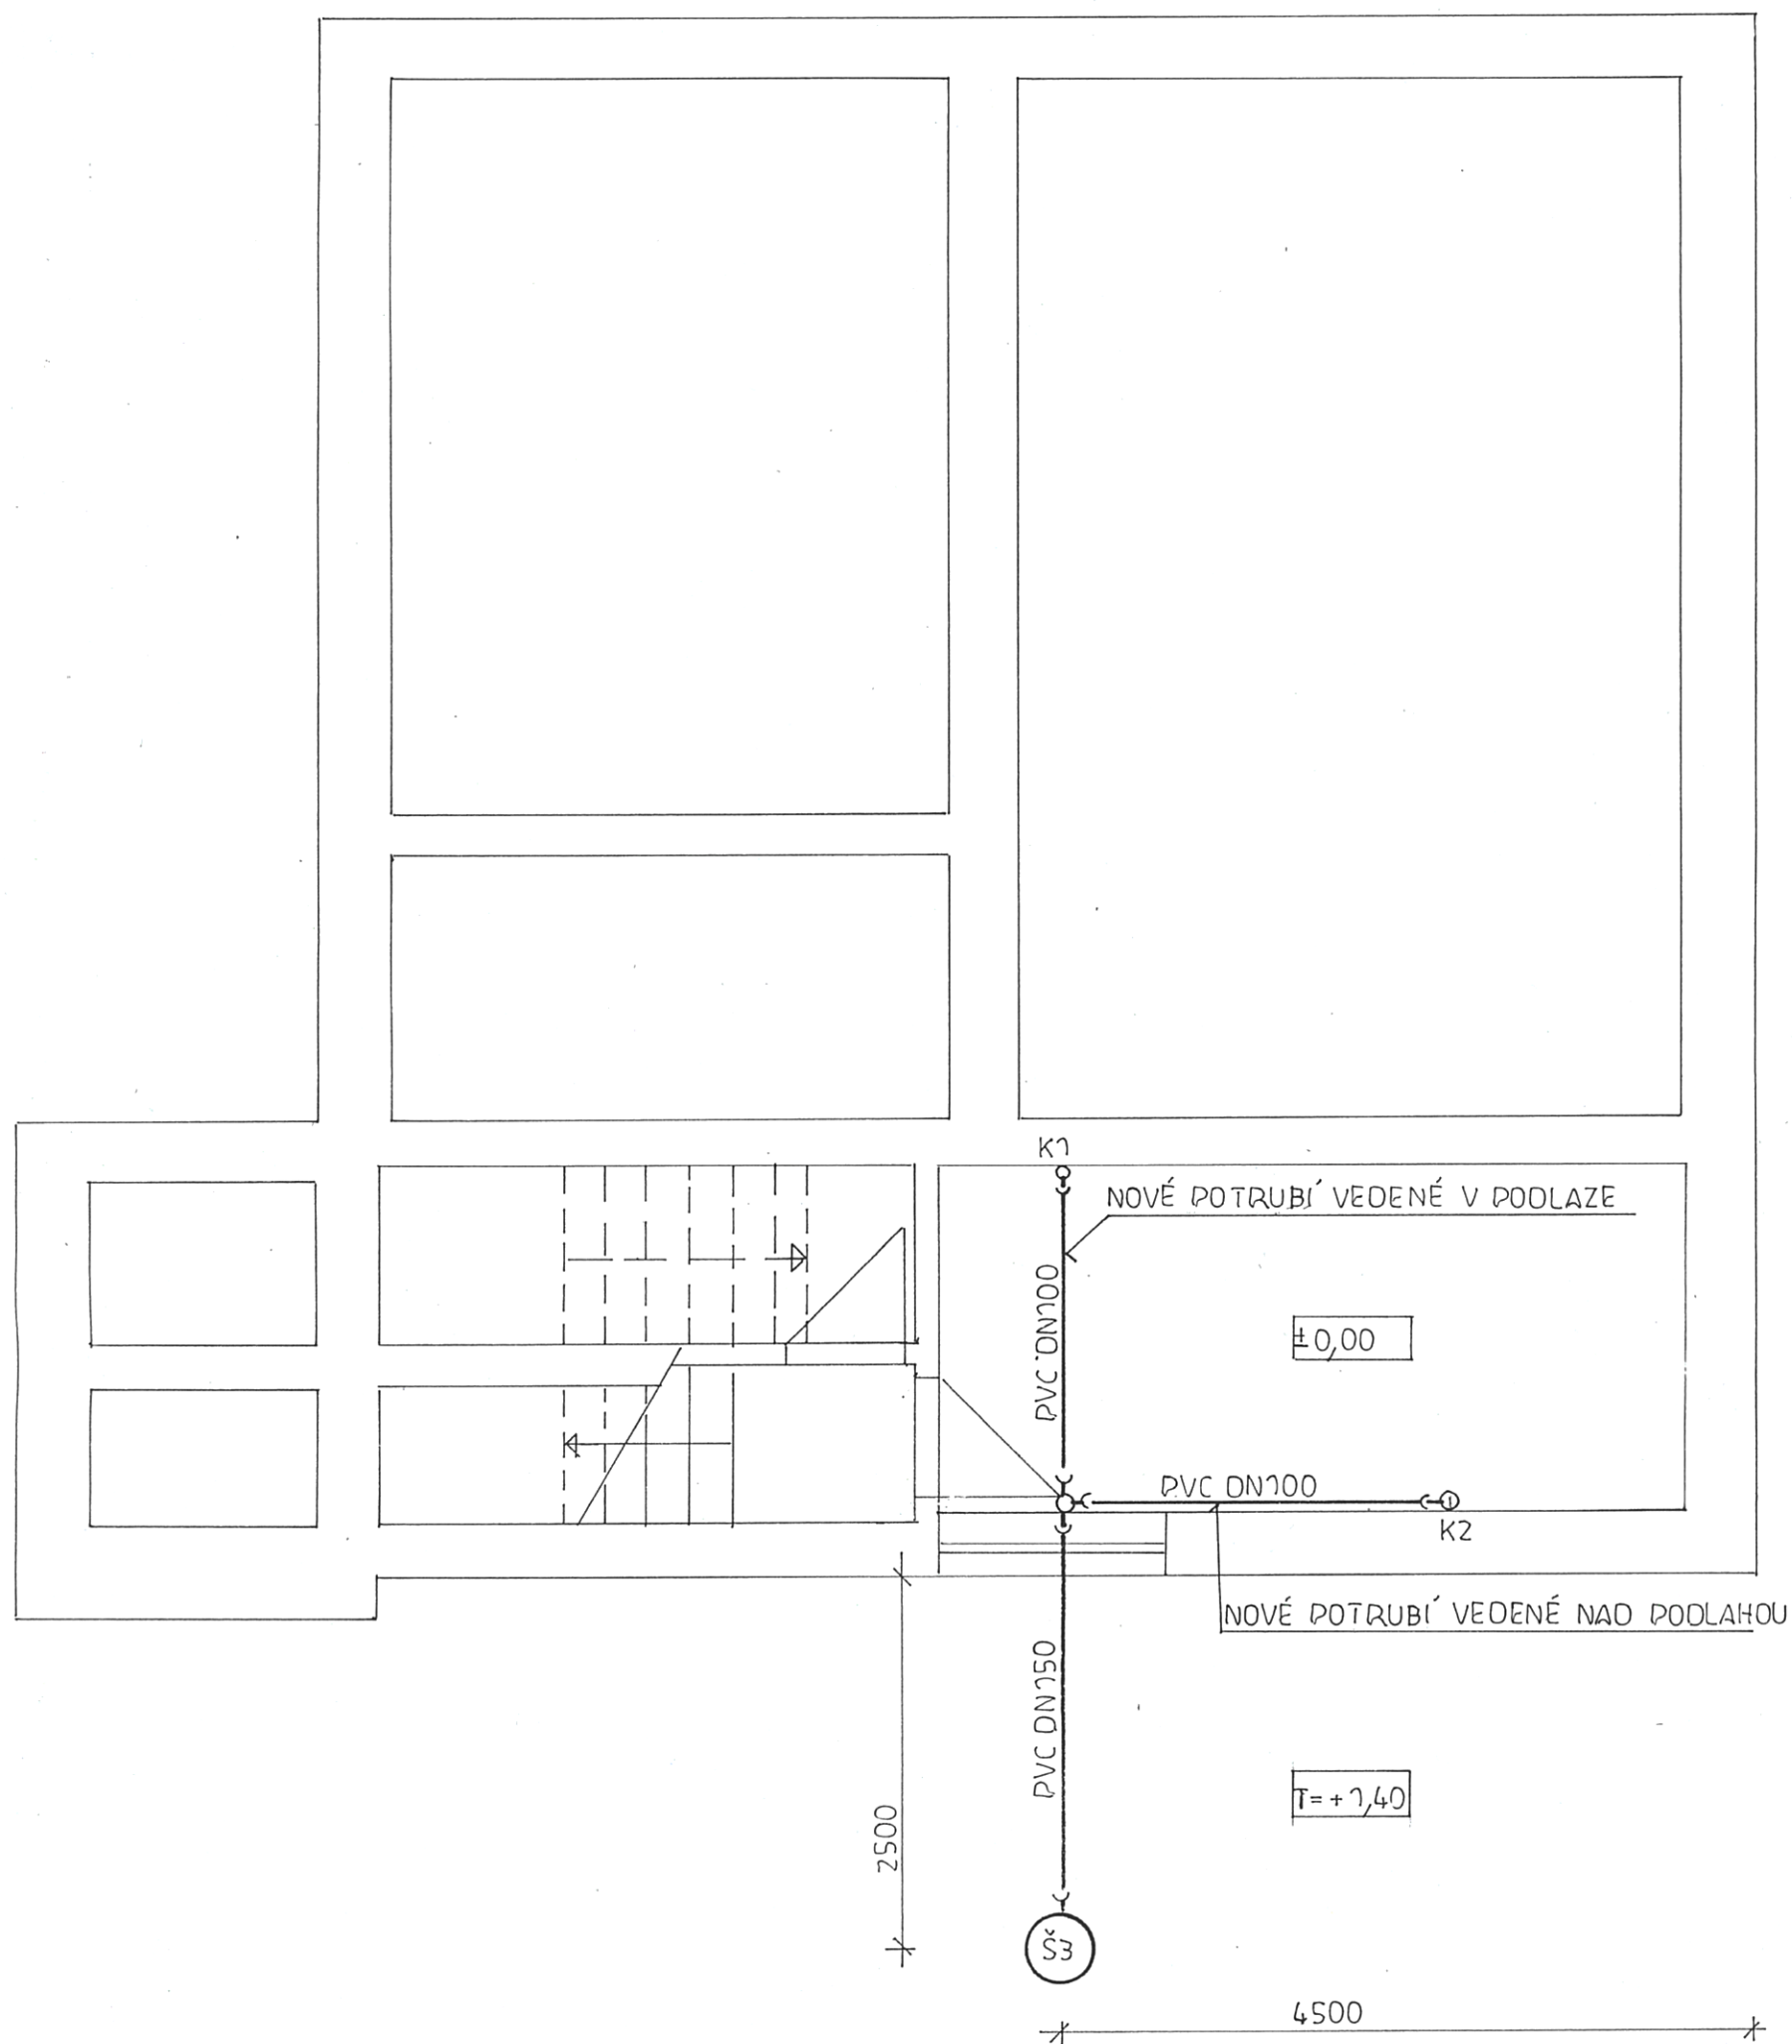 K1
NOVÉ POTRUBÍ VEDENÉ V PODLAZE
PVC DN100
±0,00
PVC DN100
K2
NOVÉ POTRUBÍ VEDENÉ NAD PODLAHOU
PVC DN150
T=+1,40
2500
Š3
4500